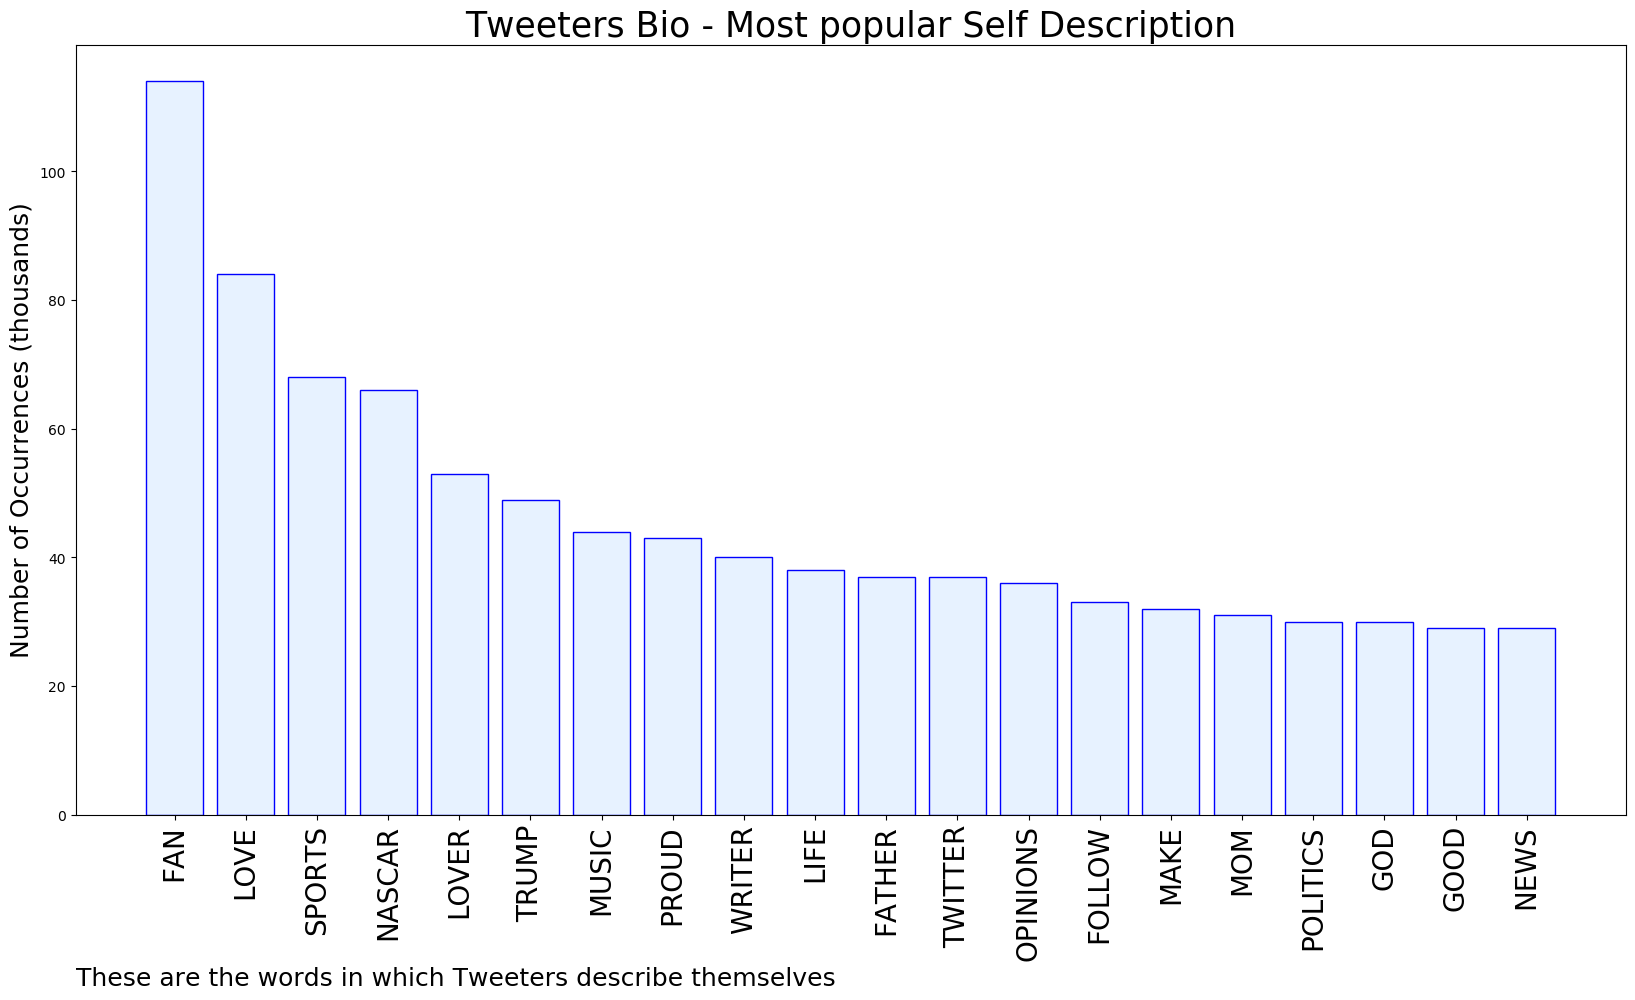 Tweeters Bio - Most popular Self Description
Number of Occurrences (thousands)
100
80
60
40
20
0
FAN
LOVE
SPORTS
NASCAR
LOVER
TRUMP
MUSIC
PROUD
WRITER
LIFE
FATHER
TWITTER
OPINIONS
FOLLOW
MAKE
MOM
POLITICS
GOD
GOOD
NEWS
These are the words in which Tweeters describe themselves